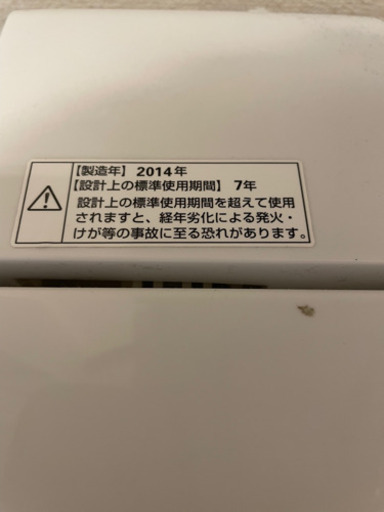 【製造年】2014年
【設計上の標準使用期間】7年
設計上の標準使用期間を超えて使用
されますと、経年劣化による発火・
けが等の事故に至る恐れがあります。